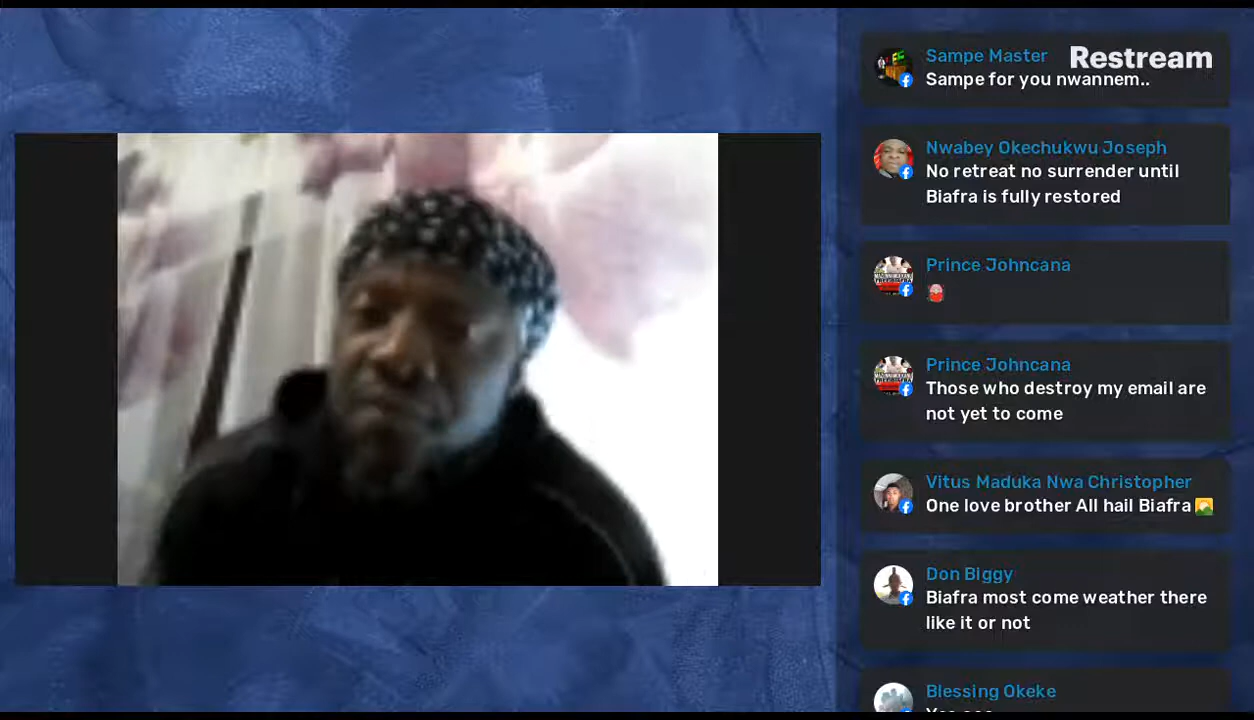 Sampe Master
Restream
Sampe for you nwannem..
Nwabey Okechukwu Joseph
No retreat no surrender until
Biafra is fully restored
Prince Johncana
Prince Johncana
Those who destroy my email are
not yet to come
Vitus Maduka Nwa Christopher
One love brother All hail Biafra
Don Biggy
Biafra most come weather there
like it or not
Blessing Okeke